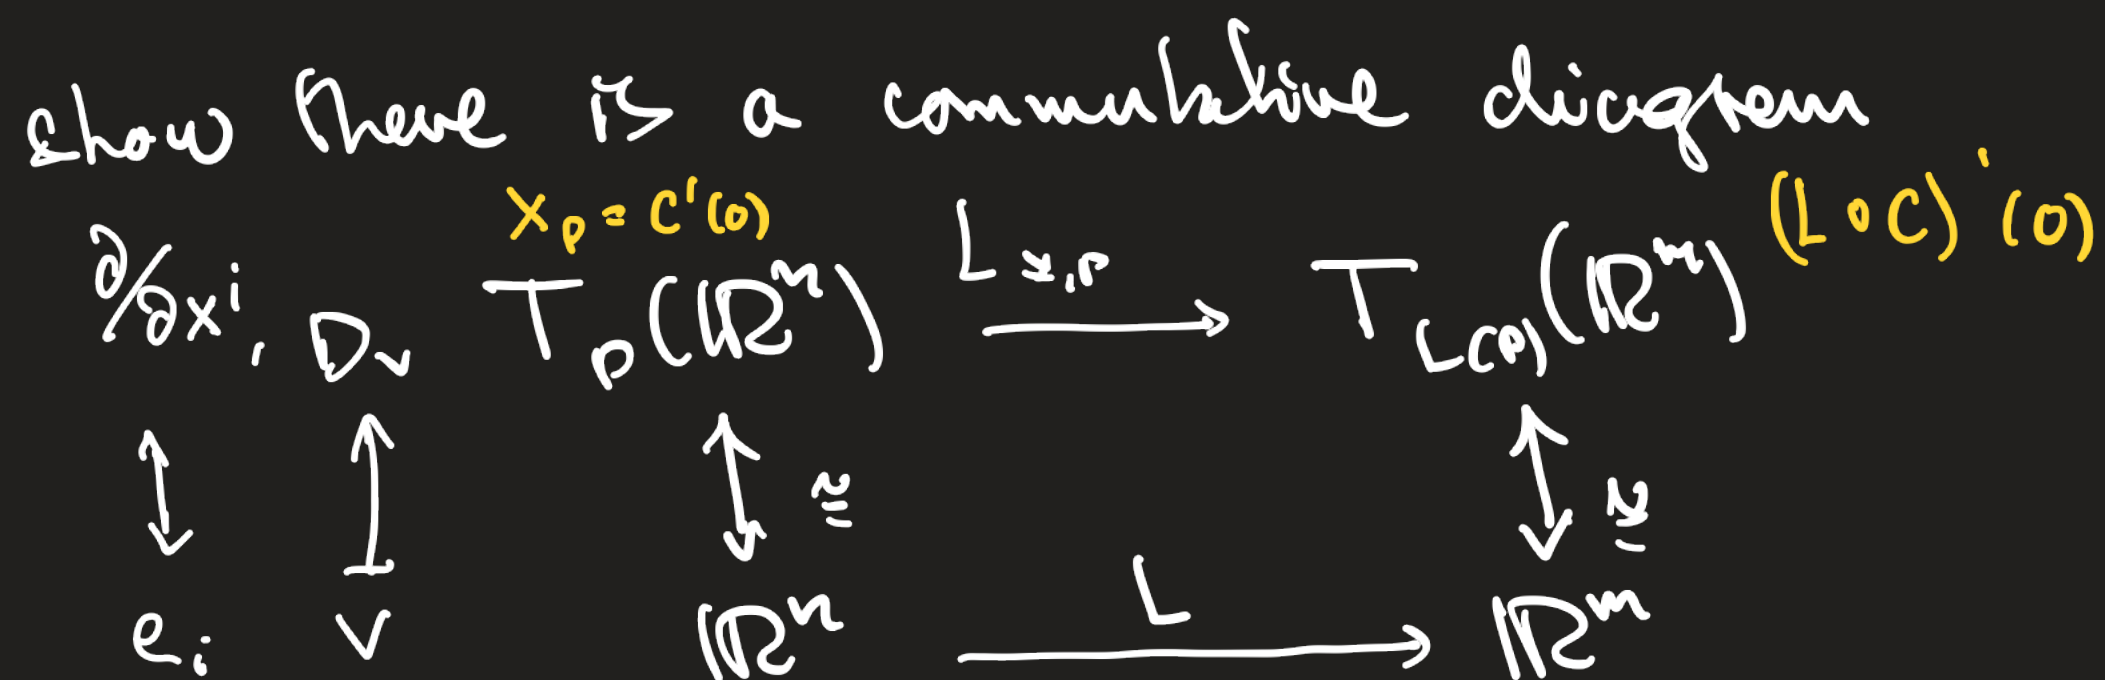 show there is a commutative diagram
X_p = C'(0) (L∘C)'(0)
∂/∂x^i, D_v T_p(ℝ^n) L_{*,p} → T_{L(p)}(ℝ^m)
↕ ↑ ↕ ≅ ↕ ≅
e_i v ℝ^n L → ℝ^m